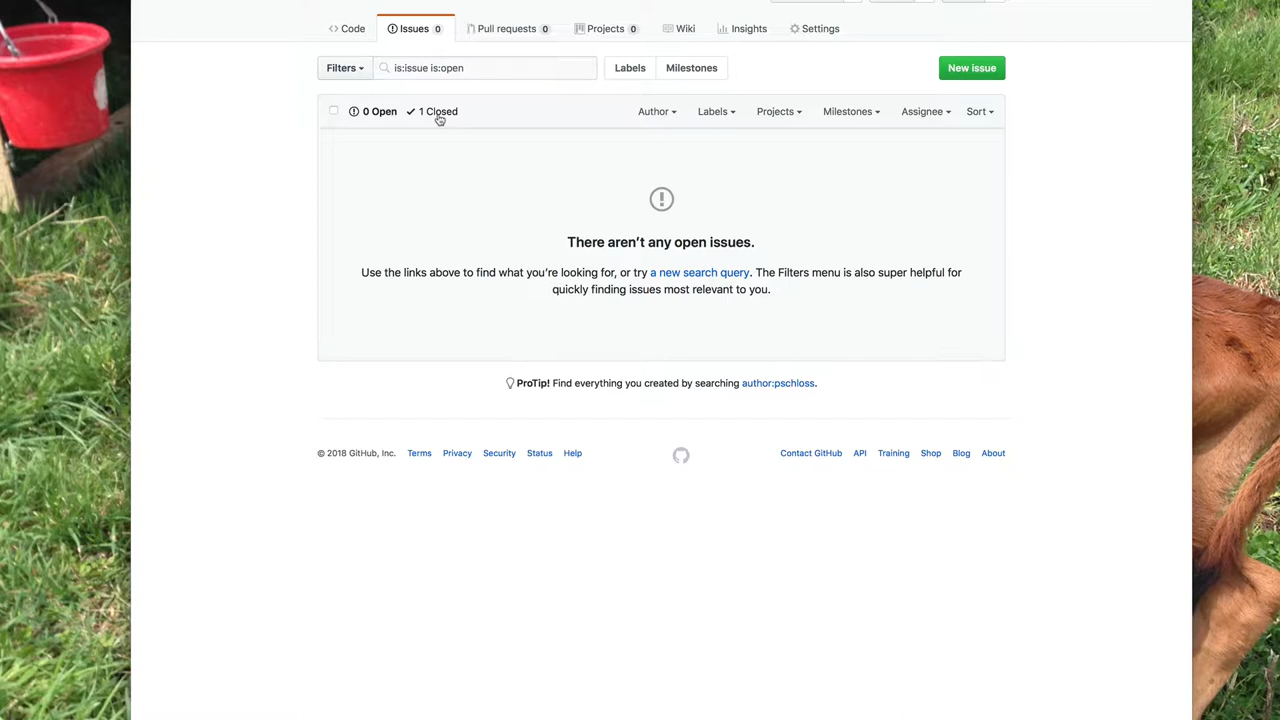 Code Issues 0 Pull requests 0 Projects 0 Wiki Insights Settings
Filters is:issue is:open Labels Milestones New issue
0 Open 1 Closed Author Labels Projects Milestones Assignee Sort
There aren’t any open issues.
Use the links above to find what you’re looking for, or try a new search query. The Filters menu is also super helpful for
quickly finding issues most relevant to you.
ProTip! Find everything you created by searching author:pschloss.
© 2018 GitHub, Inc. Terms Privacy Security Status Help Contact GitHub API Training Shop Blog About